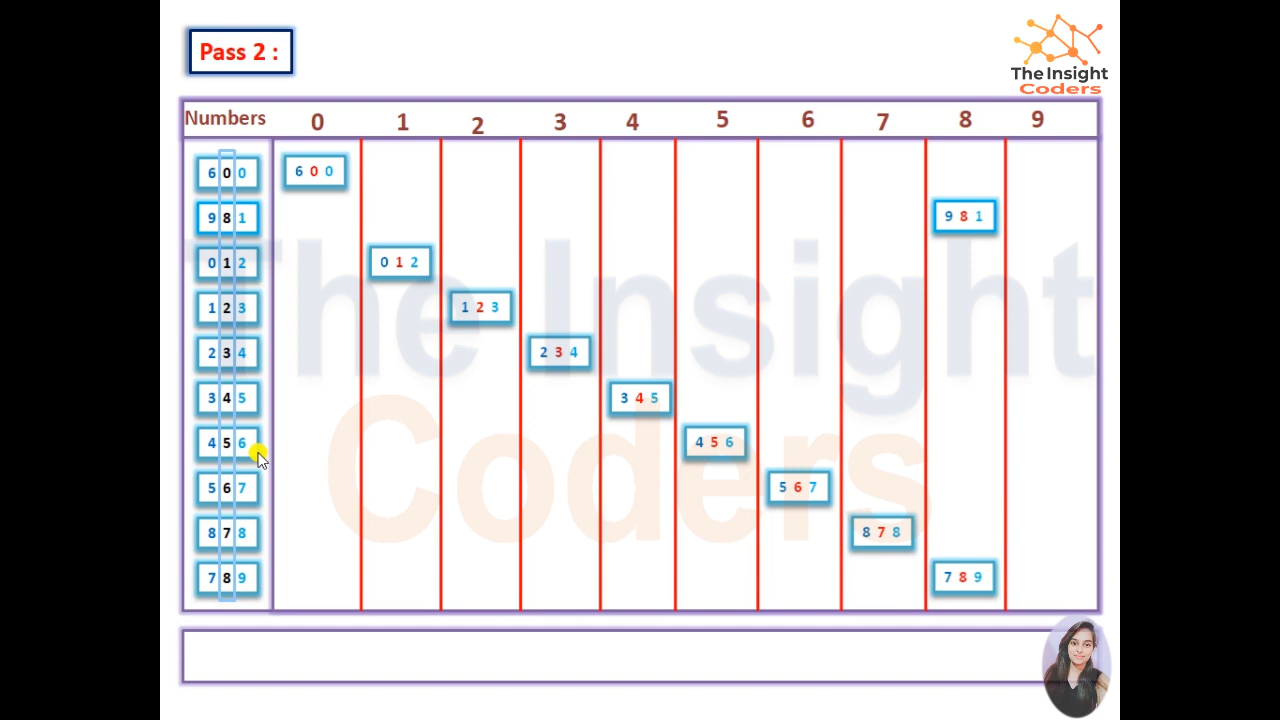 Pass 2 :
The Insight
Coders
Numbers 0 1 2 3 4 5 6 7 8 9
6 0 0 6 0 0
9 8 1 9 8 1
0 1 2 0 1 2
1 2 3 1 2 3
2 3 4 2 3 4
3 4 5 3 4 5
4 5 6 4 5 6
5 6 7 5 6 7
8 7 8 8 7 8
7 8 9 7 8 9
The Insight
Coders